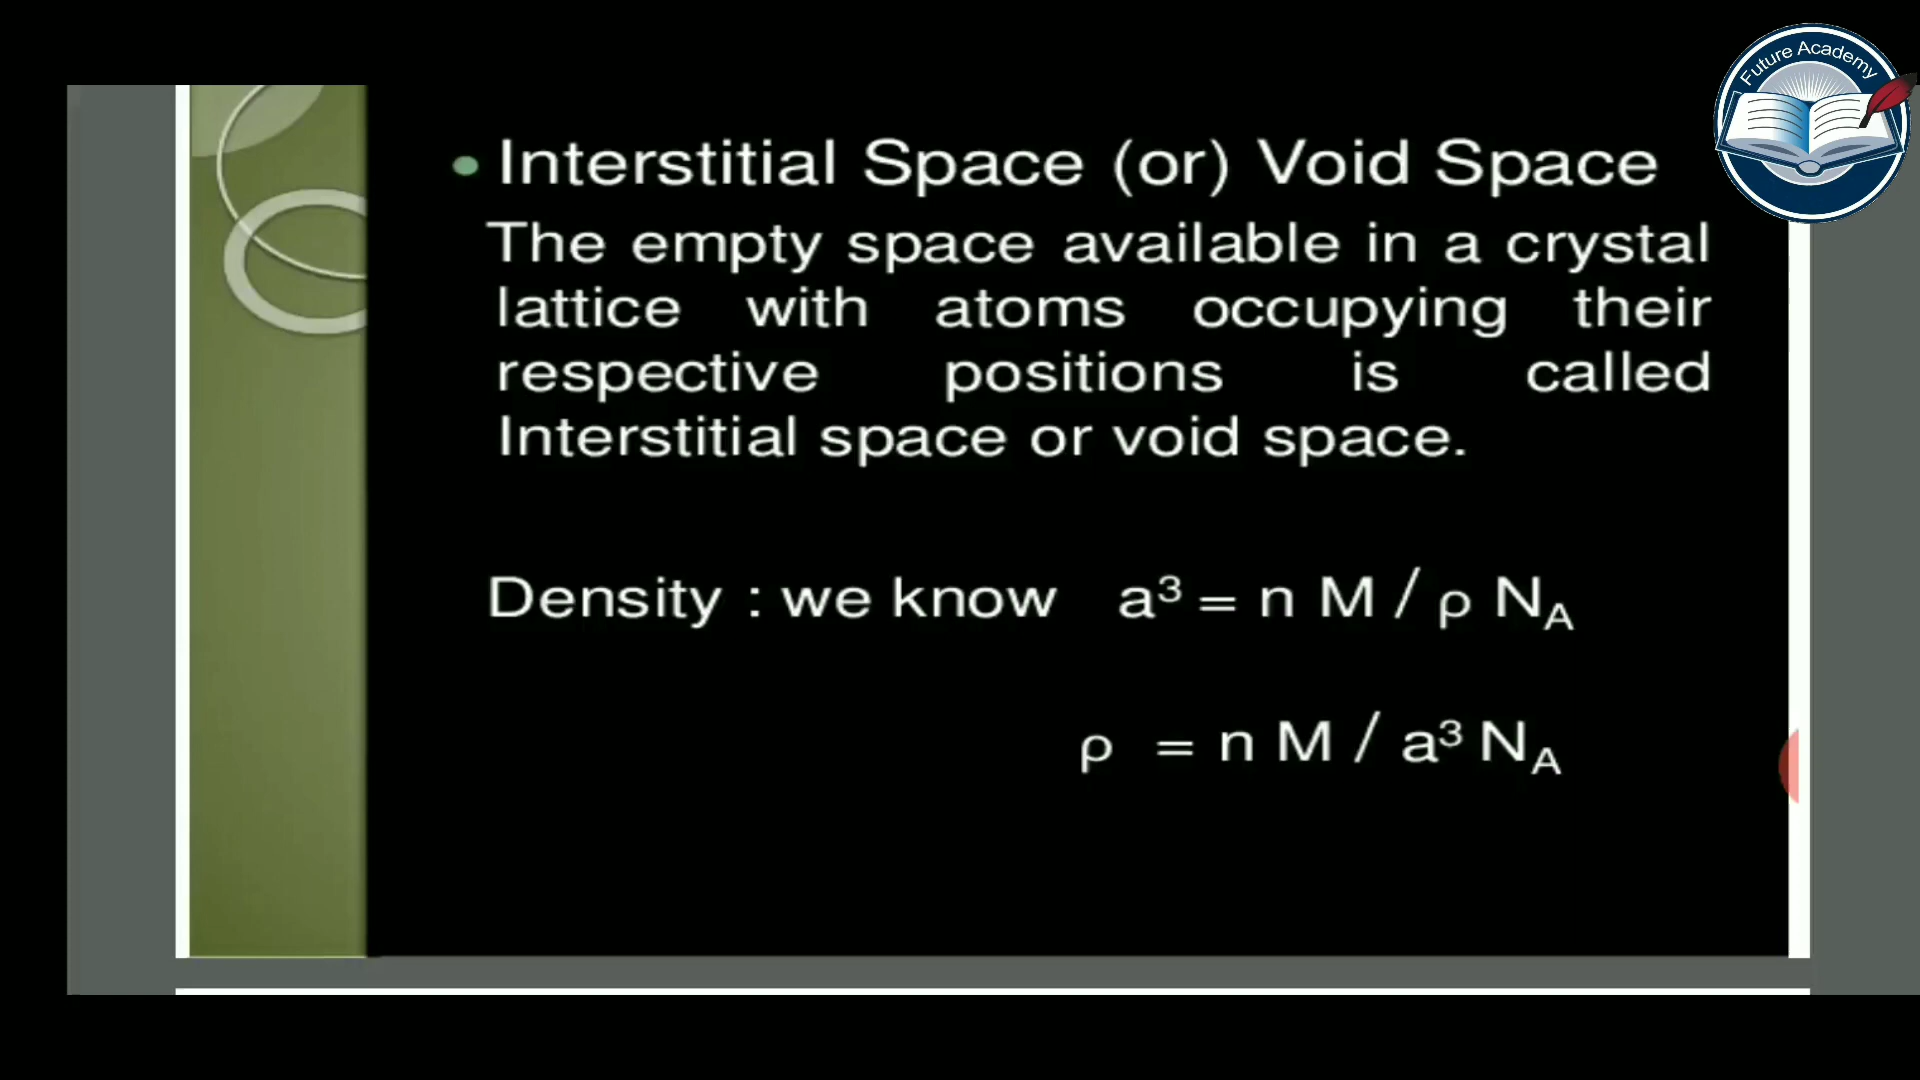 Future Academy
• Interstitial Space (or) Void Space
The empty space available in a crystal
lattice with atoms occupying their
respective positions is called
Interstitial space or void space.
Density : we know a³ = n M / ρ N_A
ρ = n M / a³ N_A